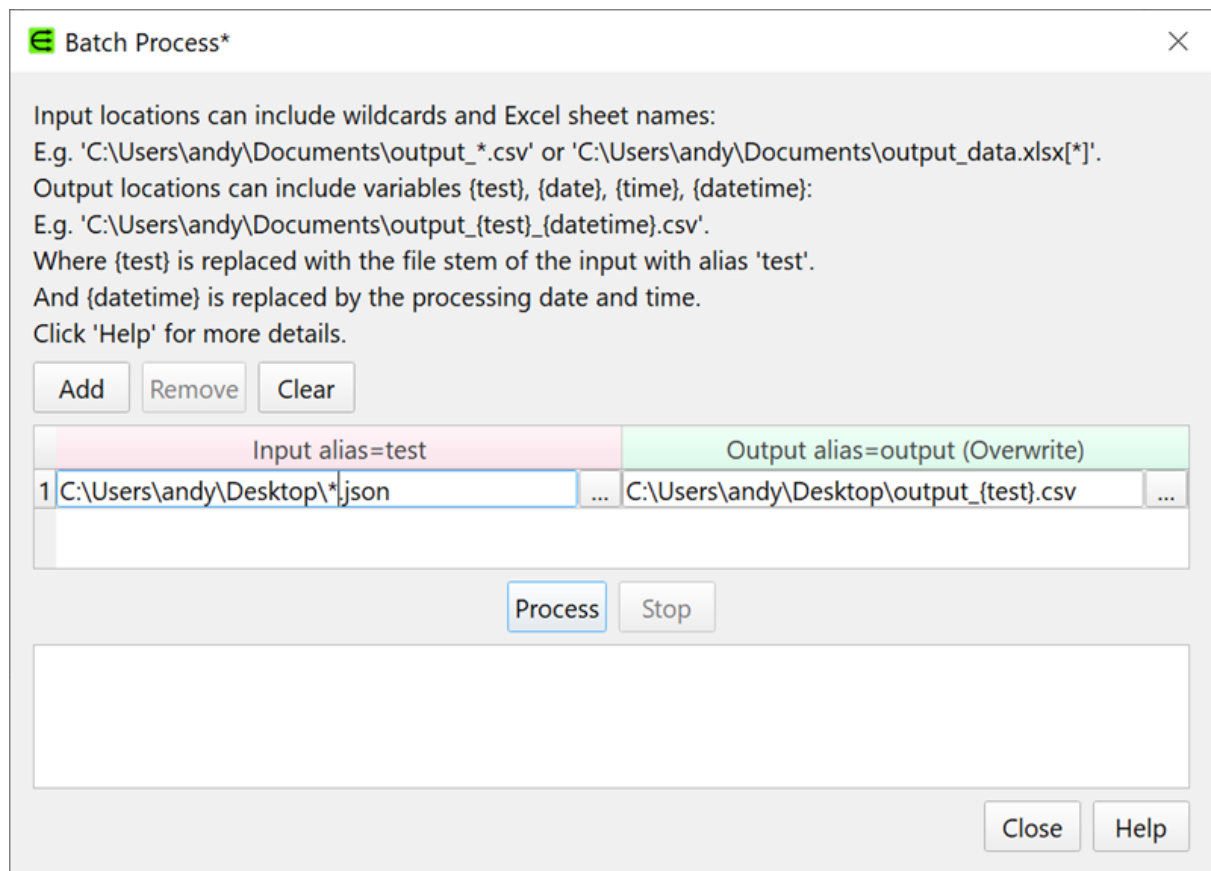 Batch Process*
Input locations can include wildcards and Excel sheet names:
E.g. 'C:\Users\andy\Documents\output_*.csv' or 'C:\Users\andy\Documents\output_data.xlsx[*]'.
Output locations can include variables {test}, {date}, {time}, {datetime}:
E.g. 'C:\Users\andy\Documents\output_{test}_{datetime}.csv'.
Where {test} is replaced with the file stem of the input with alias 'test'.
And {datetime} is replaced by the processing date and time.
Click 'Help' for more details.
Add Remove Clear
Input alias=test Output alias=output (Overwrite)
1 C:\Users\andy\Desktop\*.json ... C:\Users\andy\Desktop\output_{test}.csv ...
Process Stop
Close Help